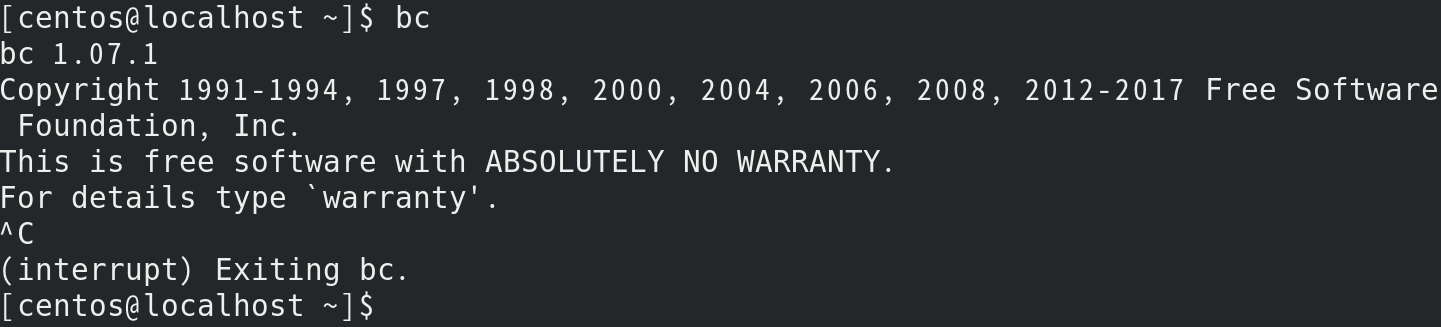 [centos@localhost ~]$ bc
bc 1.07.1
Copyright 1991-1994, 1997, 1998, 2000, 2004, 2006, 2008, 2012-2017 Free Software
 Foundation, Inc.
This is free software with ABSOLUTELY NO WARRANTY.
For details type `warranty'.
^C
(interrupt) Exiting bc.
[centos@localhost ~]$